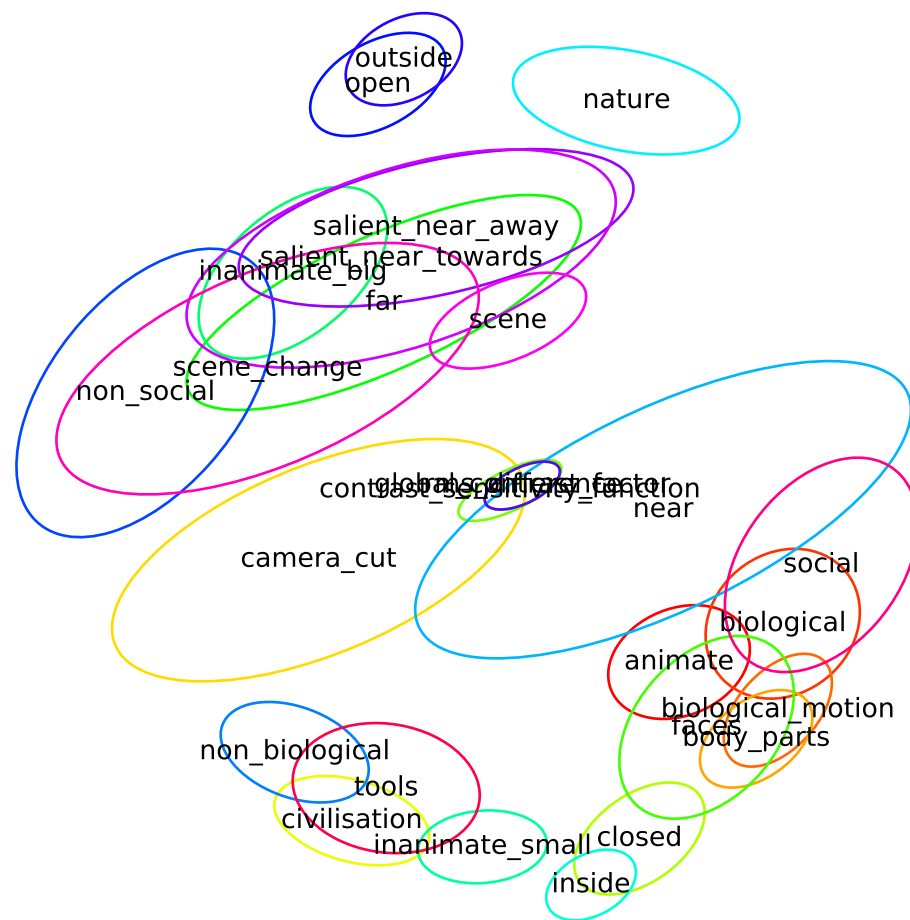 outside
open
nature
salient_near_away
salient_near_towards
inanimate_big
far
scene
scene_change
non_social
contrast_sensitivity_function
near
camera_cut
social
biological
animate
biological_motion
faces
body_parts
non_biological
tools
civilisation
closed
inanimate_small
inside